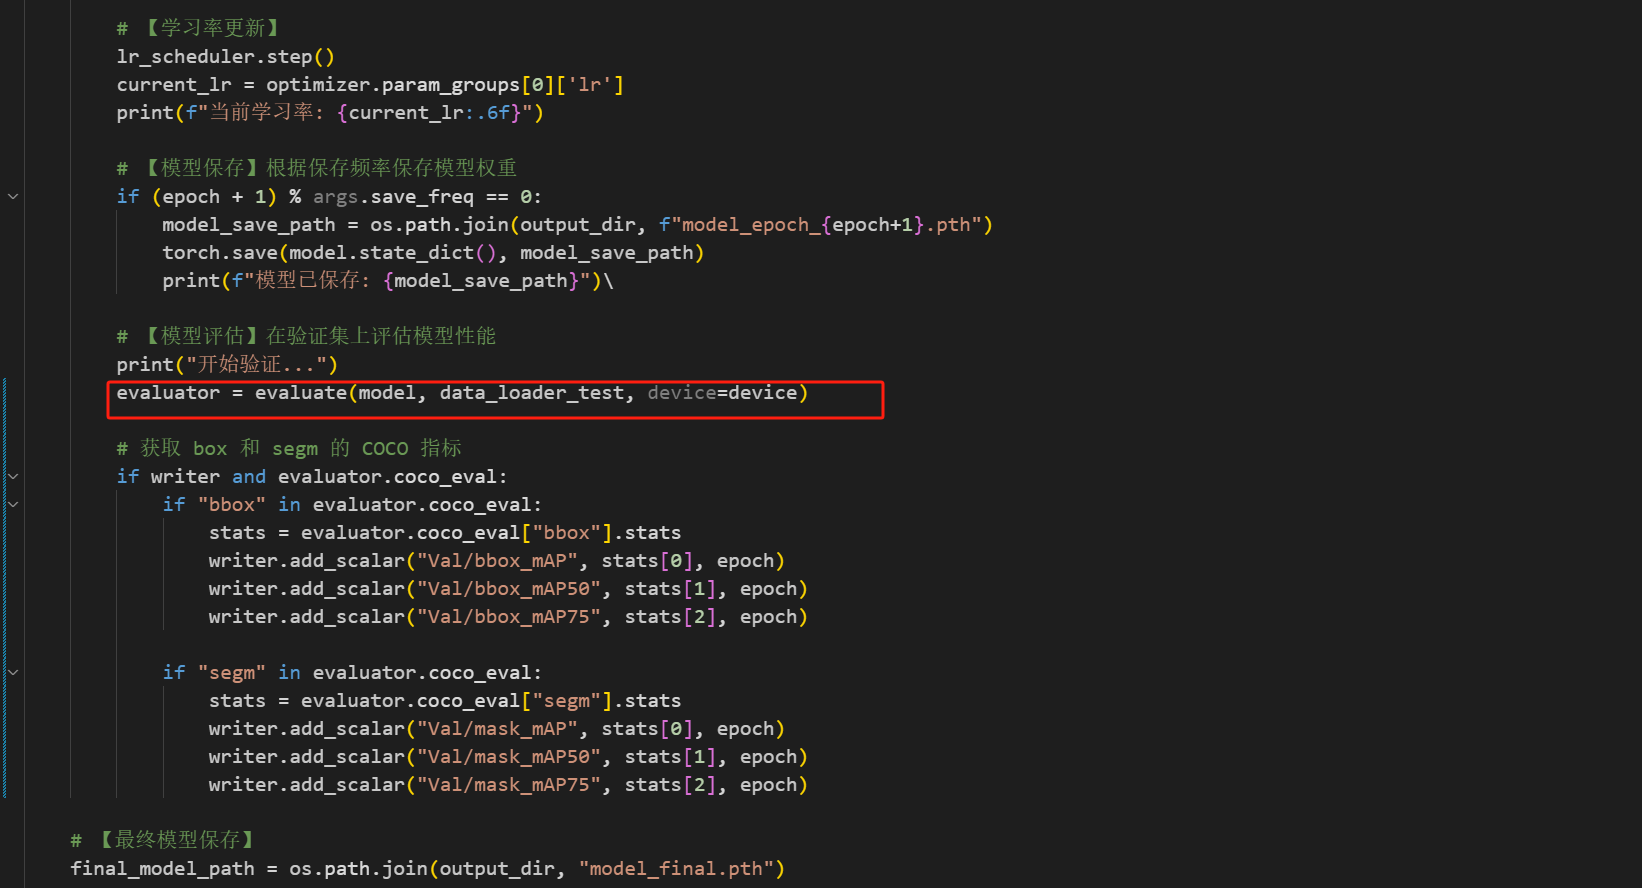 # 【学习率更新】
lr_scheduler.step()
current_lr = optimizer.param_groups[0]['lr']
print(f"当前学习率: {current_lr:.6f}")
# 【模型保存】根据保存频率保存模型权重
if (epoch + 1) % args.save_freq == 0:
model_save_path = os.path.join(output_dir, f"model_epoch_{epoch+1}.pth")
torch.save(model.state_dict(), model_save_path)
print(f"模型已保存: {model_save_path}")\
# 【模型评估】在验证集上评估模型性能
print("开始验证...")
evaluator = evaluate(model, data_loader_test, device=device)
# 获取 box 和 segm 的 COCO 指标
if writer and evaluator.coco_eval:
if "bbox" in evaluator.coco_eval:
stats = evaluator.coco_eval["bbox"].stats
writer.add_scalar("Val/bbox_mAP", stats[0], epoch)
writer.add_scalar("Val/bbox_mAP50", stats[1], epoch)
writer.add_scalar("Val/bbox_mAP75", stats[2], epoch)
if "segm" in evaluator.coco_eval:
stats = evaluator.coco_eval["segm"].stats
writer.add_scalar("Val/mask_mAP", stats[0], epoch)
writer.add_scalar("Val/mask_mAP50", stats[1], epoch)
writer.add_scalar("Val/mask_mAP75", stats[2], epoch)
# 【最终模型保存】
final_model_path = os.path.join(output_dir, "model_final.pth")